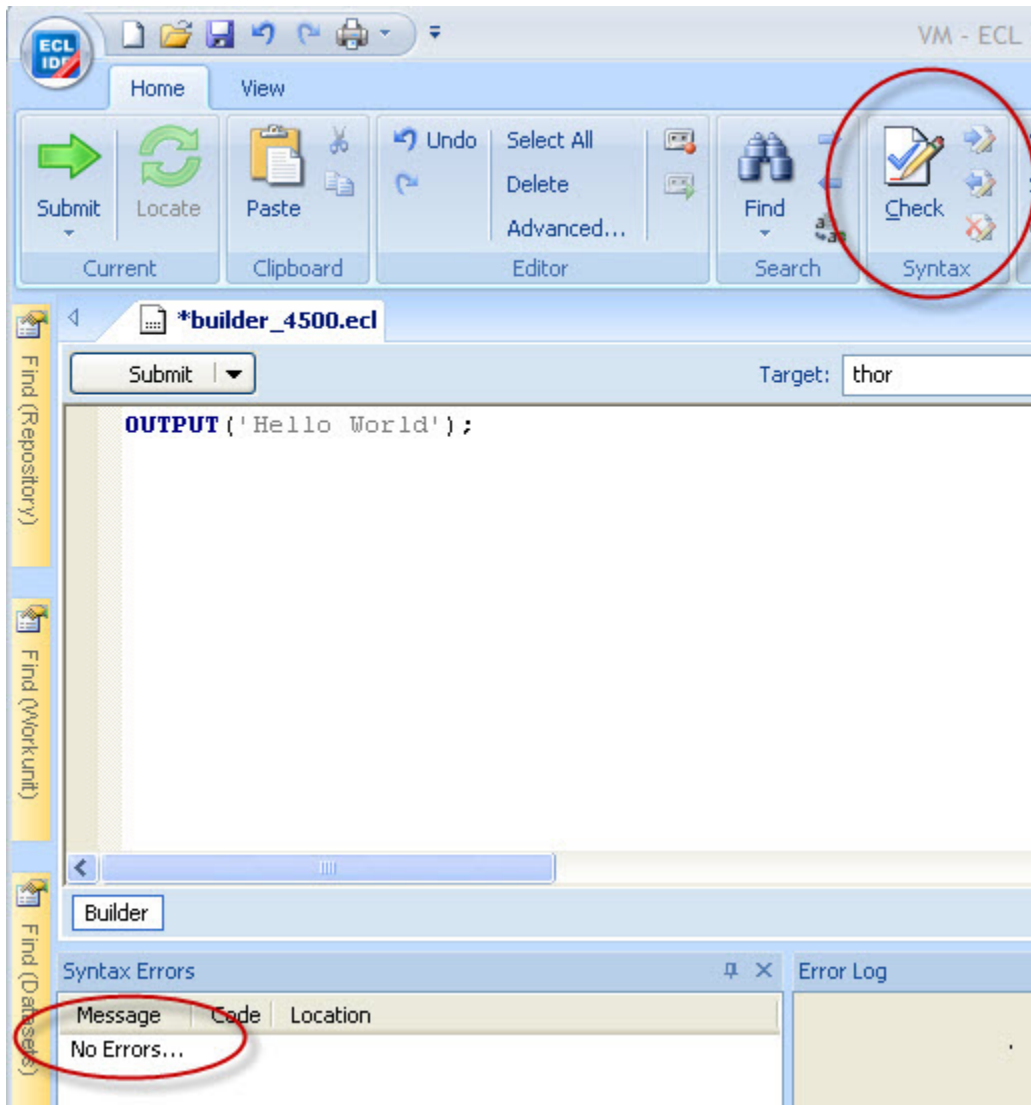 ECL
IDE
VM - ECL
Home
View
Submit
Locate
Current
Paste
Clipboard
Undo
Select All
Delete
Advanced...
Editor
Find
Search
Check
Syntax
*builder_4500.ecl
Submit
Target:
thor
OUTPUT('Hello World');
Find (Repository)
Find (Workunit)
Find (Datasets)
Builder
Syntax Errors
Message Code Location
No Errors...
Error Log